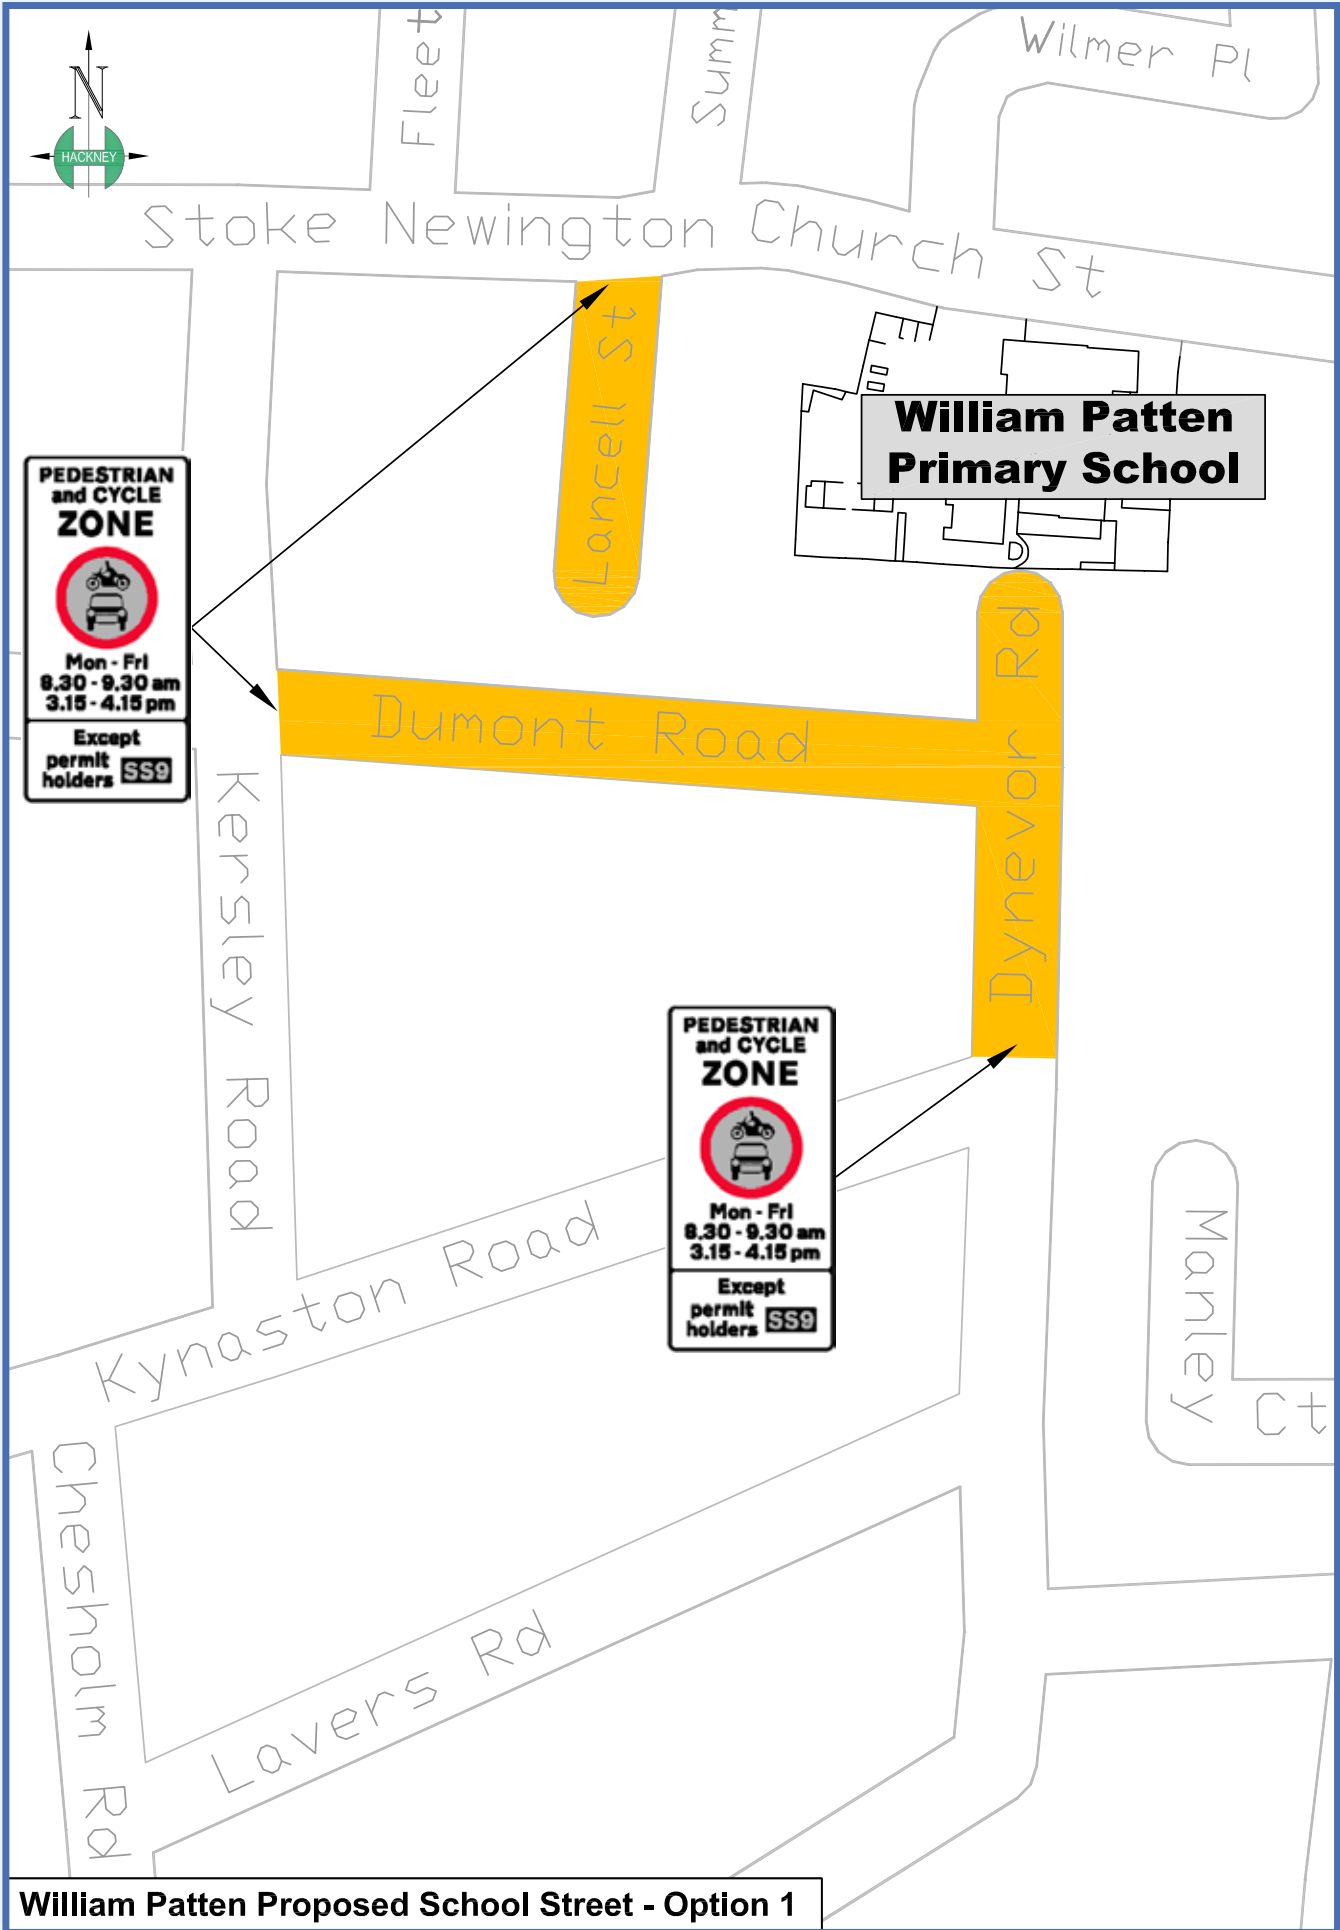 Fleet
Summ
Wilmer Pl
N
HACKNEY
Stoke Newington Church St
Lancell St
William Patten
Primary School
PEDESTRIAN
and CYCLE
ZONE
Mon - Fri
8.30 - 9.30 am
3.15 - 4.15 pm
Except
permit
holders SS9
Dumont Road
Dynevor Rd
Kersley Road
PEDESTRIAN
and CYCLE
ZONE
Mon - Fri
8.30 - 9.30 am
3.15 - 4.15 pm
Except
permit
holders SS9
Kynaston Road
Manley Ct
Chesholm Rd
Lavers Rd
William Patten Proposed School Street - Option 1